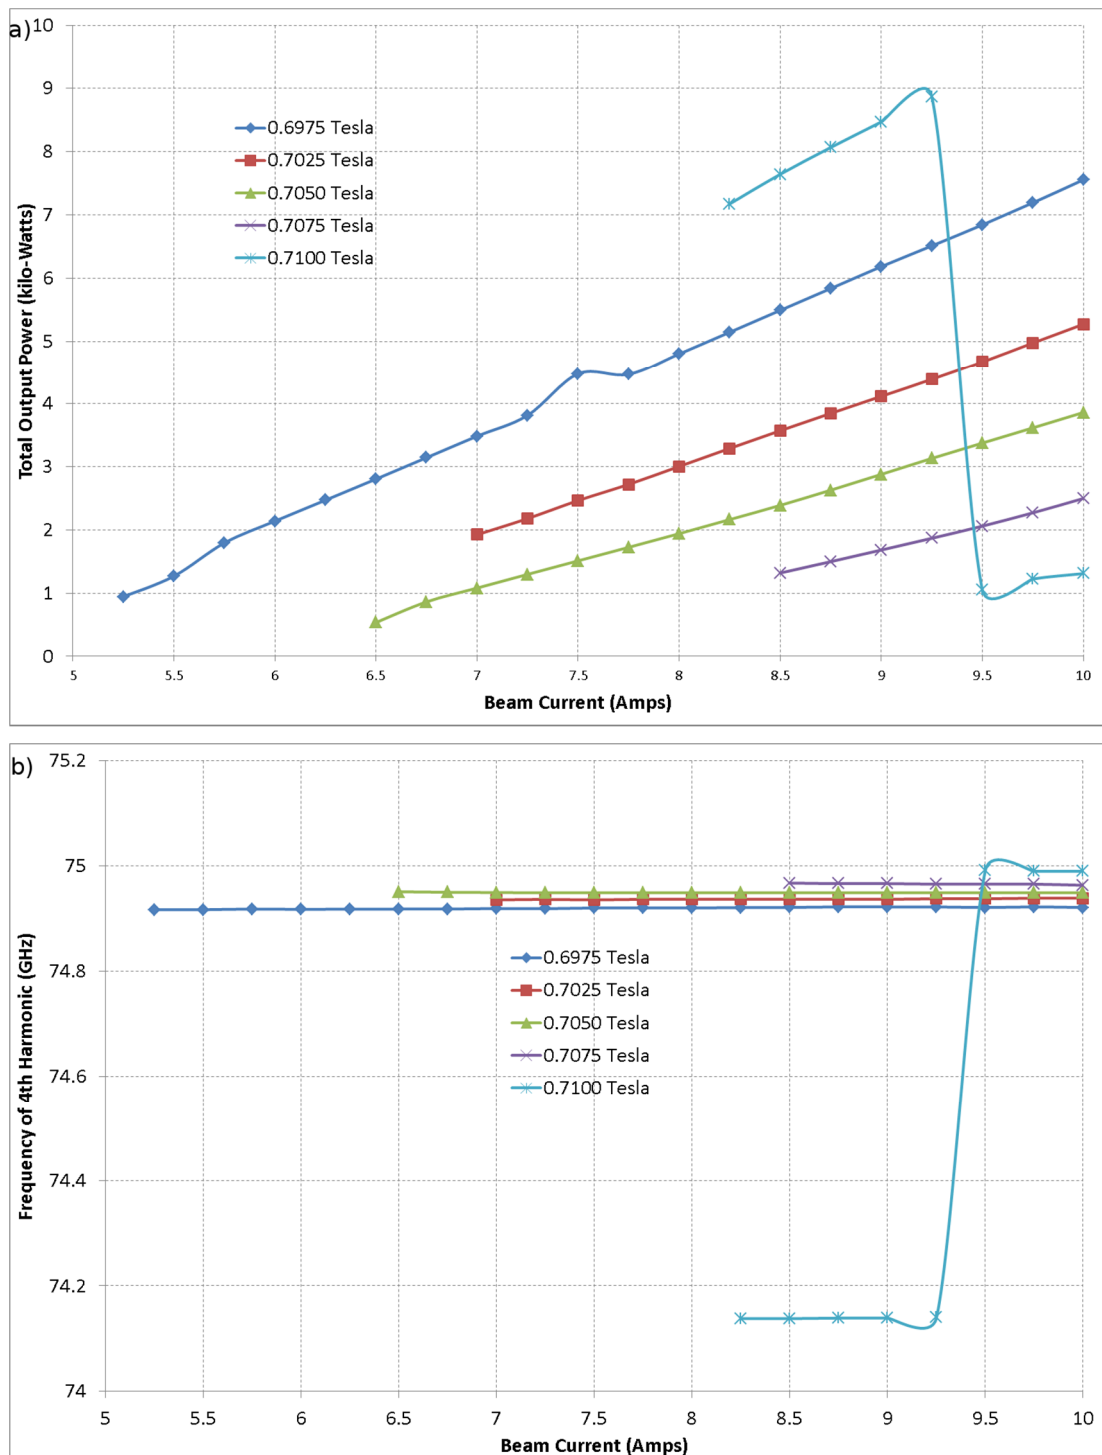 a)
10
9
8
7
6
5
4
3
2
1
0
Total Output Power (kilo-Watts)
0.6975 Tesla
0.7025 Tesla
0.7050 Tesla
0.7075 Tesla
0.7100 Tesla
5 5.5 6 6.5 7 7.5 8 8.5 9 9.5 10
Beam Current (Amps)
b)
75.2
75
74.8
74.6
74.4
74.2
74
Frequency of 4th Harmonic (GHz)
0.6975 Tesla
0.7025 Tesla
0.7050 Tesla
0.7075 Tesla
0.7100 Tesla
5 5.5 6 6.5 7 7.5 8 8.5 9 9.5 10
Beam Current (Amps)